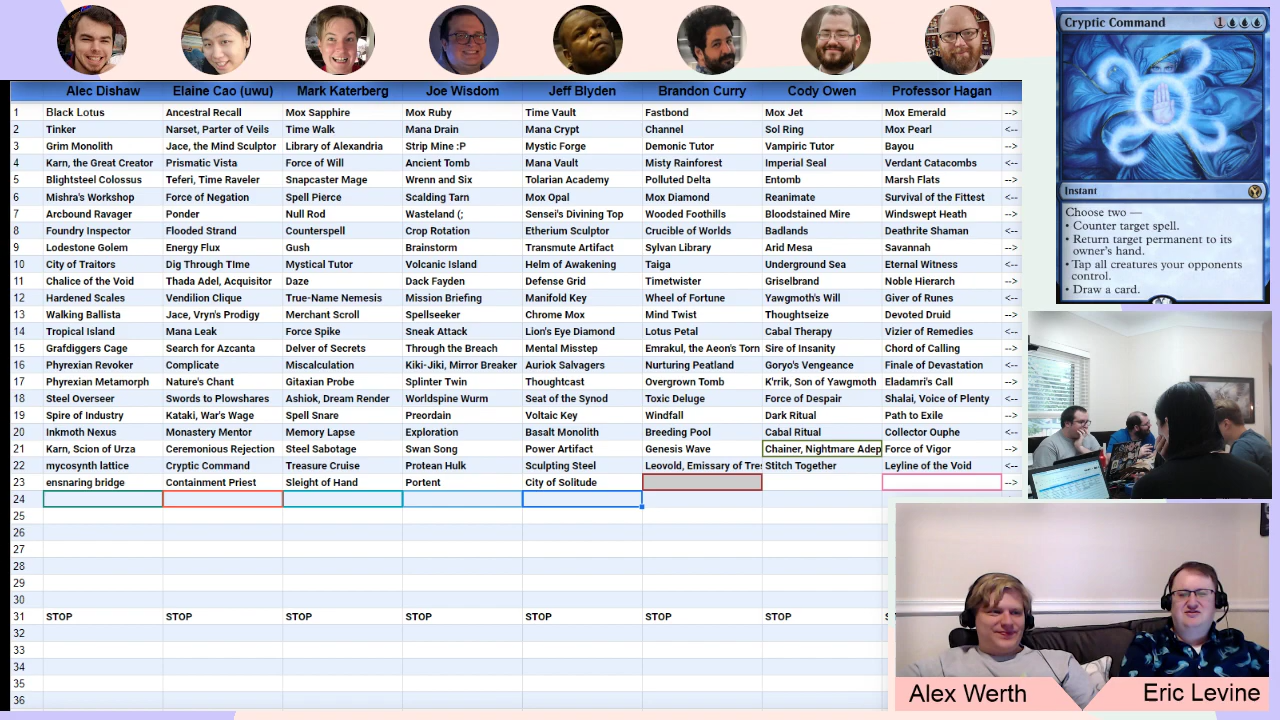 Alec Dishaw Elaine Cao (uwu) Mark Katerberg Joe Wisdom Jeff Blyden Brandon Curry Cody Owen Professor Hagan
1 Black Lotus Ancestral Recall Mox Sapphire Mox Ruby Time Vault Fastbond Mox Jet Mox Emerald -->
2 Tinker Narset, Parter of Veils Time Walk Mana Drain Mana Crypt Channel Sol Ring Mox Pearl <--
3 Grim Monolith Jace, the Mind Sculptor Library of Alexandria Strip Mine :P Mystic Forge Demonic Tutor Vampiric Tutor Bayou -->
4 Karn, the Great Creator Prismatic Vista Force of Will Ancient Tomb Mana Vault Misty Rainforest Imperial Seal Verdant Catacombs <--
5 Blightsteel Colossus Teferi, Time Raveler Snapcaster Mage Wrenn and Six Tolarian Academy Polluted Delta Entomb Marsh Flats -->
6 Mishra's Workshop Force of Negation Spell Pierce Scalding Tarn Mox Opal Mox Diamond Reanimate Survival of the Fittest <--
7 Arcbound Ravager Ponder Null Rod Wasteland (; Sensei's Divining Top Wooded Foothills Bloodstained Mire Windswept Heath -->
8 Foundry Inspector Flooded Strand Counterspell Crop Rotation Etherium Sculptor Crucible of Worlds Badlands Deathrite Shaman <--
9 Lodestone Golem Energy Flux Gush Brainstorm Transmute Artifact Sylvan Library Arid Mesa Savannah -->
10 City of Traitors Dig Through TIme Mystical Tutor Volcanic Island Helm of Awakening Taiga Underground Sea Eternal Witness <--
11 Chalice of the Void Thada Adel, Acquisitor Daze Dack Fayden Defense Grid Timetwister Griselbrand Noble Hierarch -->
12 Hardened Scales Vendilion Clique True-Name Nemesis Mission Briefing Manifold Key Wheel of Fortune Yawgmoth's Will Giver of Runes <--
13 Walking Ballista Jace, Vryn's Prodigy Merchant Scroll Spellseeker Chrome Mox Mind Twist Thoughtseize Devoted Druid -->
14 Tropical Island Mana Leak Force Spike Sneak Attack Lion's Eye Diamond Lotus Petal Cabal Therapy Vizier of Remedies <--
15 Grafdiggers Cage Search for Azcanta Delver of Secrets Through the Breach Mental Misstep Emrakul, the Aeon's Torn Sire of Insanity Chord of Calling -->
16 Phyrexian Revoker Complicate Miscalculation Kiki-Jiki, Mirror Breaker Auriok Salvagers Nurturing Peatland Goryo's Vengeance Finale of Devastation <--
17 Phyrexian Metamorph Nature's Chant Gitaxian Probe Splinter Twin Thoughtcast Overgrown Tomb K'rrik, Son of Yawgmoth Eladamri's Call -->
18 Steel Overseer Swords to Plowshares Ashiok, Dream Render Worldspine Wurm Seat of the Synod Toxic Deluge Force of Despair Shalai, Voice of Plenty <--
19 Spire of Industry Kataki, War's Wage Spell Snare Preordain Voltaic Key Windfall Dark Ritual Path to Exile -->
20 Inkmoth Nexus Monastery Mentor Memory Lapse Exploration Basalt Monolith Breeding Pool Cabal Ritual Collector Ouphe <--
21 Karn, Scion of Urza Ceremonious Rejection Steel Sabotage Swan Song Power Artifact Genesis Wave Chainer, Nightmare Adep Force of Vigor -->
22 mycosynth lattice Cryptic Command Treasure Cruise Protean Hulk Sculpting Steel Leovold, Emissary of Tres Stitch Together Leyline of the Void <--
23 ensnaring bridge Containment Priest Sleight of Hand Portent City of Solitude -->
24
25
26
27
28
29
30
31 STOP STOP STOP STOP STOP STOP STOP
32
33
34
35
36
Cryptic Command 1
Instant
Choose two —
• Counter target spell.
• Return target permanent to its
owner's hand.
• Tap all creatures your opponents
control.
• Draw a card.
Alex Werth
Eric Levine